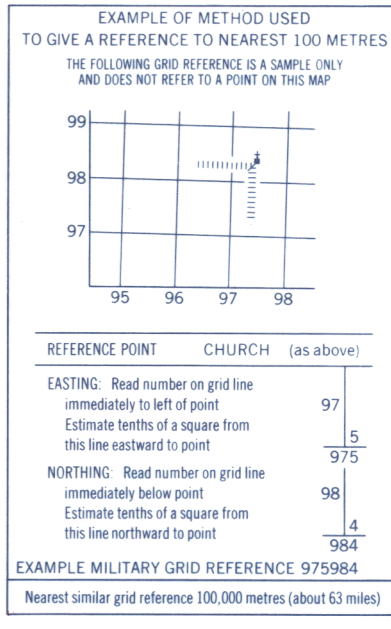 EXAMPLE OF METHOD USED
TO GIVE A REFERENCE TO NEAREST 100 METRES
THE FOLLOWING GRID REFERENCE IS A SAMPLE ONLY
AND DOES NOT REFER TO A POINT ON THIS MAP
99
98
97
95 96 97 98
REFERENCE POINT CHURCH (as above)
EASTING: Read number on grid line
immediately to left of point 97
Estimate tenths of a square from
this line eastward to point 5
975
NORTHING: Read number on grid line
immediately below point 98
Estimate tenths of a square from
this line northward to point 4
984
EXAMPLE MILITARY GRID REFERENCE 975984
Nearest similar grid reference 100,000 metres (about 63 miles)